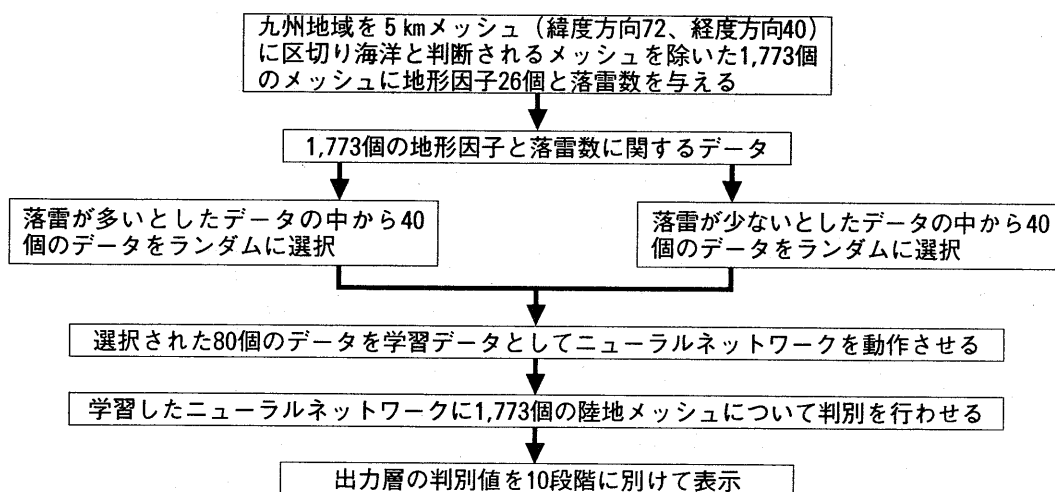 九州地域を5kmメッシュ(緯度方向72、経度方向40)
に区切り海洋と判断されるメッシュを除いた1,773個
のメッシュに地形因子26個と落雷数を与える
1,773個の地形因子と落雷数に関するデータ
落雷が多いとしたデータの中から40
個のデータをランダムに選択
落雷が少ないとしたデータの中から40
個のデータをランダムに選択
選択された80個のデータを学習データとしてニューラルネットワークを動作させる
学習したニューラルネットワークに1,773個の陸地メッシュについて判別を行わせる
出力層の判別値を10段階に別けて表示